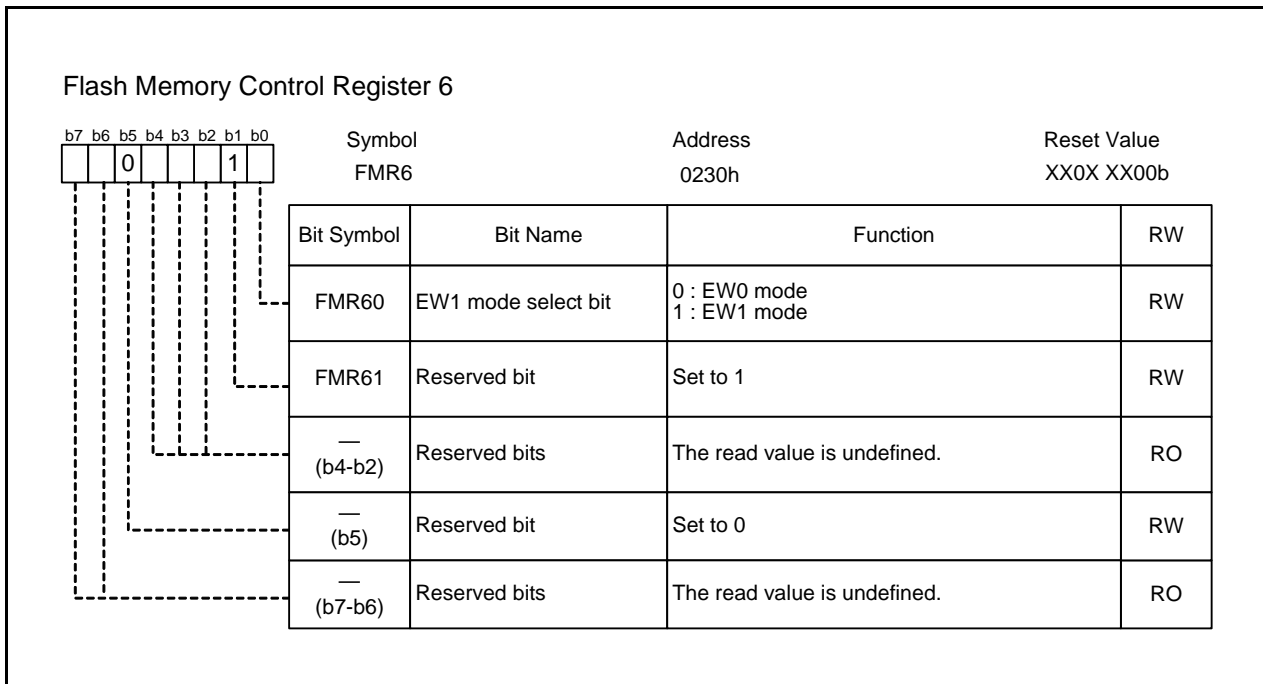 Flash Memory Control Register 6
b7 b6 b5 b4 b3 b2 b1 b0
0 1
Symbol Address Reset Value
FMR6 0230h XX0X XX00b
Bit Symbol Bit Name Function RW
FMR60 EW1 mode select bit 0 : EW0 mode
1 : EW1 mode RW
FMR61 Reserved bit Set to 1 RW
—
(b4-b2) Reserved bits The read value is undefined. RO
—
(b5) Reserved bit Set to 0 RW
—
(b7-b6) Reserved bits The read value is undefined. RO